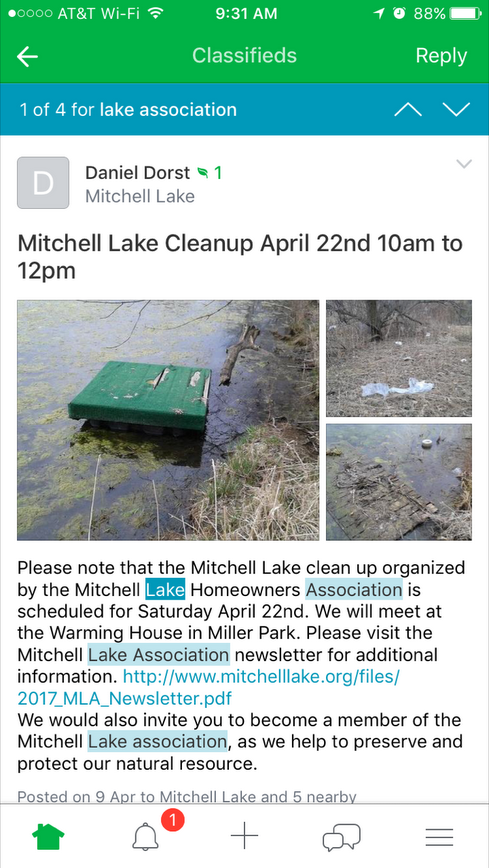 AT&T Wi-Fi 9:31 AM 88%
Classifieds Reply
1 of 4 for lake association
D
Daniel Dorst 1
Mitchell Lake
Mitchell Lake Cleanup April 22nd 10am to
12pm
Please note that the Mitchell Lake clean up organized
by the Mitchell Lake Homeowners Association is
scheduled for Saturday April 22nd. We will meet at
the Warming House in Miller Park. Please visit the
Mitchell Lake Association newsletter for additional
information. http://www.mitchelllake.org/files/
2017_MLA_Newsletter.pdf
We would also invite you to become a member of the
Mitchell Lake association, as we help to preserve and
protect our natural resource.
Posted on 9 Apr to Mitchell Lake and 5 nearby
1